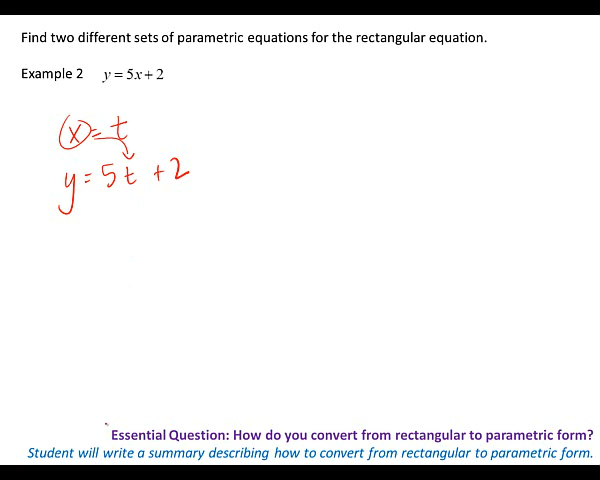 Find two different sets of parametric equations for the rectangular equation.
Example 2 y = 5x + 2
x = t
y = 5t + 2
Essential Question: How do you convert from rectangular to parametric form?
Student will write a summary describing how to convert from rectangular to parametric form.